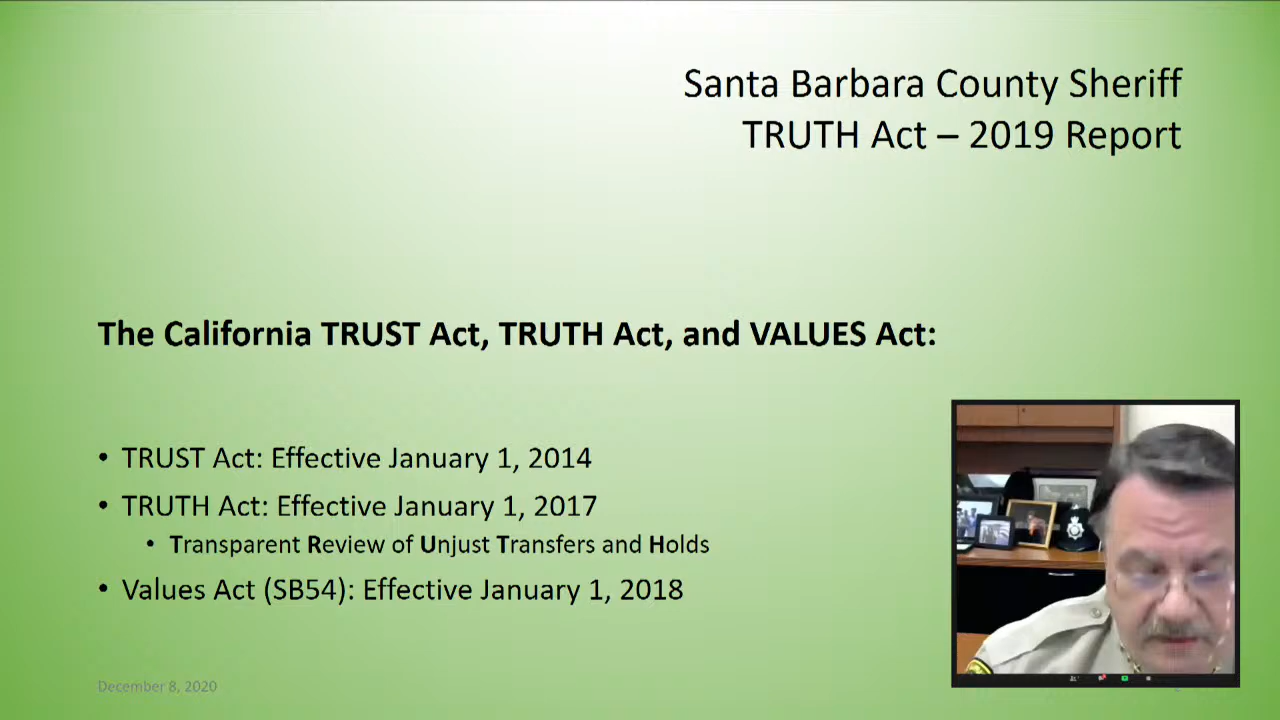 Santa Barbara County Sheriff
TRUTH Act – 2019 Report
The California TRUST Act, TRUTH Act, and VALUES Act:
• TRUST Act: Effective January 1, 2014
• TRUTH Act: Effective January 1, 2017
• Transparent Review of Unjust Transfers and Holds
• Values Act (SB54): Effective January 1, 2018
December 8, 2020